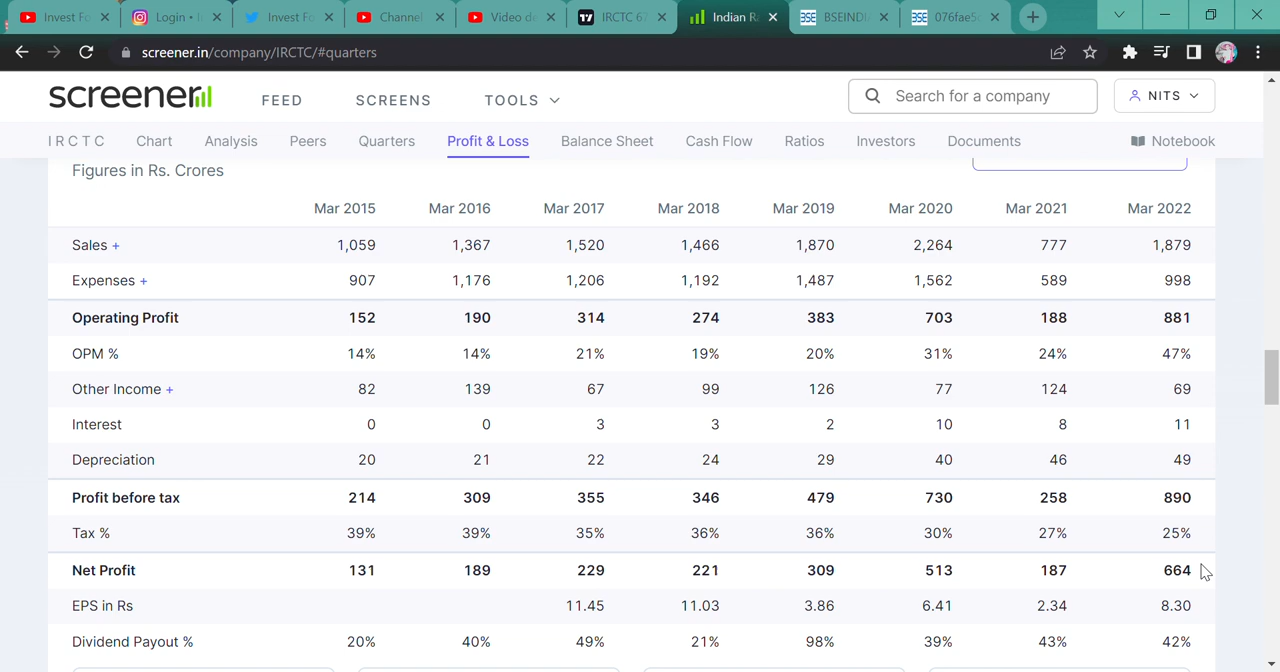 Invest Fo Login • I Invest Fo Channel Video de IRCTC 67 Indian Ra BSEINDI 076fae5c
screener.in/company/IRCTC/#quarters
screener FEED SCREENS TOOLS Search for a company NITS
I R C T C Chart Analysis Peers Quarters Profit & Loss Balance Sheet Cash Flow Ratios Investors Documents Notebook
Figures in Rs. Crores
Mar 2015 Mar 2016 Mar 2017 Mar 2018 Mar 2019 Mar 2020 Mar 2021 Mar 2022
Sales + 1,059 1,367 1,520 1,466 1,870 2,264 777 1,879
Expenses + 907 1,176 1,206 1,192 1,487 1,562 589 998
Operating Profit 152 190 314 274 383 703 188 881
OPM % 14% 14% 21% 19% 20% 31% 24% 47%
Other Income + 82 139 67 99 126 77 124 69
Interest 0 0 3 3 2 10 8 11
Depreciation 20 21 22 24 29 40 46 49
Profit before tax 214 309 355 346 479 730 258 890
Tax % 39% 39% 35% 36% 36% 30% 27% 25%
Net Profit 131 189 229 221 309 513 187 664
EPS in Rs 11.45 11.03 3.86 6.41 2.34 8.30
Dividend Payout % 20% 40% 49% 21% 98% 39% 43% 42%